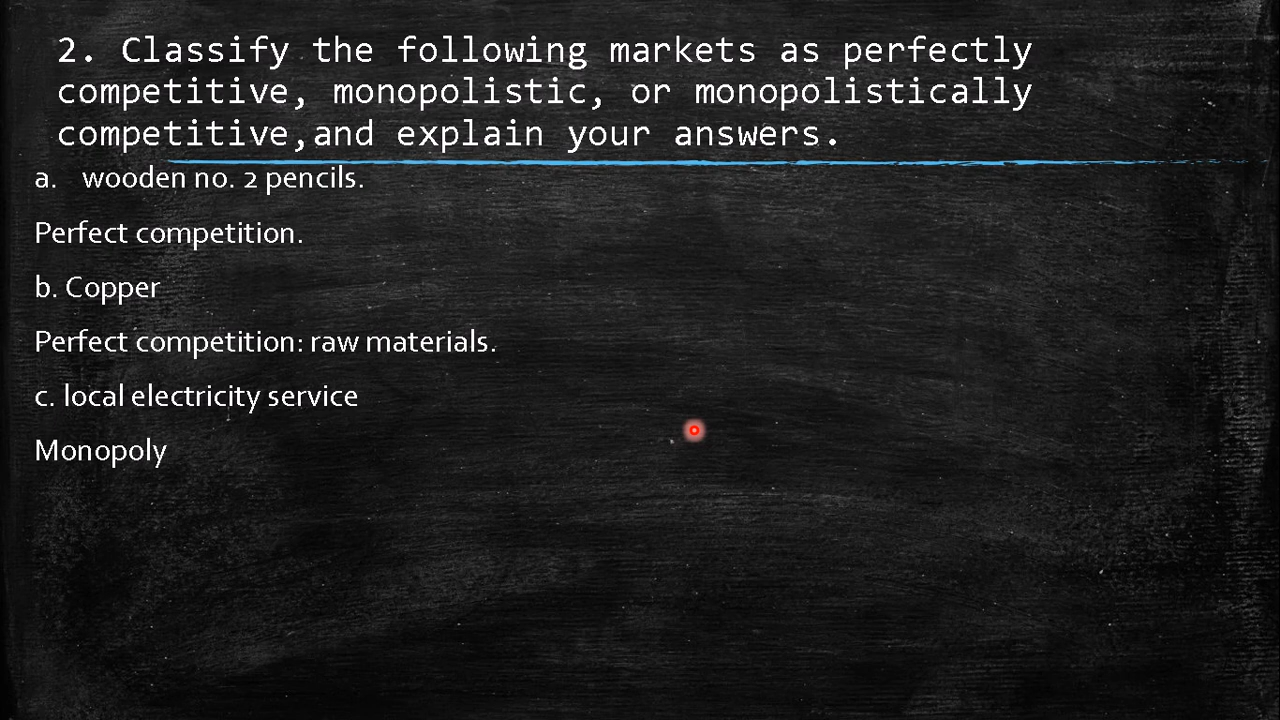 2. Classify the following markets as perfectly
competitive, monopolistic, or monopolistically
competitive,and explain your answers.
a. wooden no. 2 pencils.
Perfect competition.
b. Copper
Perfect competition: raw materials.
c. local electricity service
Monopoly